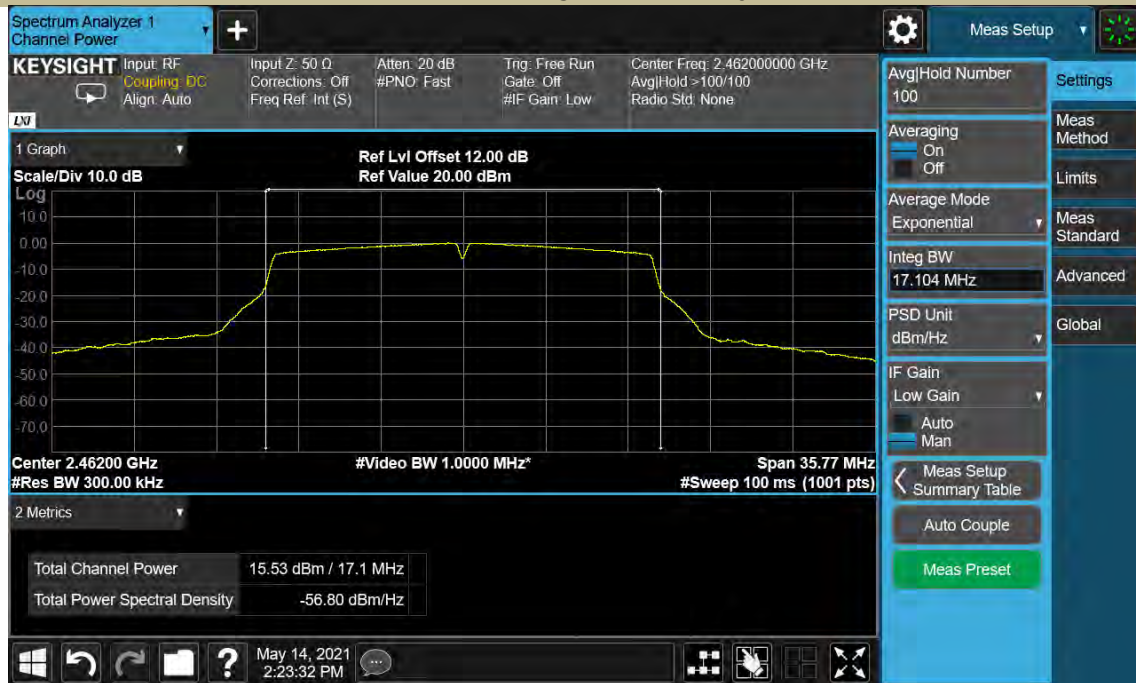 Spectrum Analyzer 1
Channel Power
+
Meas Setup
KEYSIGHT
Input: RF
Coupling: DC
Align: Auto
Input Z: 50 Ω
Corrections: Off
Freq Ref: Int (S)
Atten: 20 dB
#PNO: Fast
Trig: Free Run
Gate: Off
#IF Gain: Low
Center Freq: 2.462000000 GHz
Avg|Hold >100/100
Radio Std: None
LXI
1 Graph
Scale/Div 10.0 dB
Ref Lvl Offset 12.00 dB
Ref Value 20.00 dBm
Log
10.0
0.00
-10.0
-20.0
-30.0
-40.0
-50.0
-60.0
-70.0
Center 2.46200 GHz
#Res BW 300.00 kHz
#Video BW 1.0000 MHz*
Span 35.77 MHz
#Sweep 100 ms (1001 pts)
2 Metrics
Total Channel Power 15.53 dBm / 17.1 MHz
Total Power Spectral Density -56.80 dBm/Hz
Avg|Hold Number
100
Averaging
On
Off
Average Mode
Exponential
Integ BW
17.104 MHz
PSD Unit
dBm/Hz
IF Gain
Low Gain
Auto
Man
Meas Setup
Summary Table
Auto Couple
Meas Preset
Settings
Meas
Method
Limits
Meas
Standard
Advanced
Global
?
May 14, 2021
2:23:32 PM